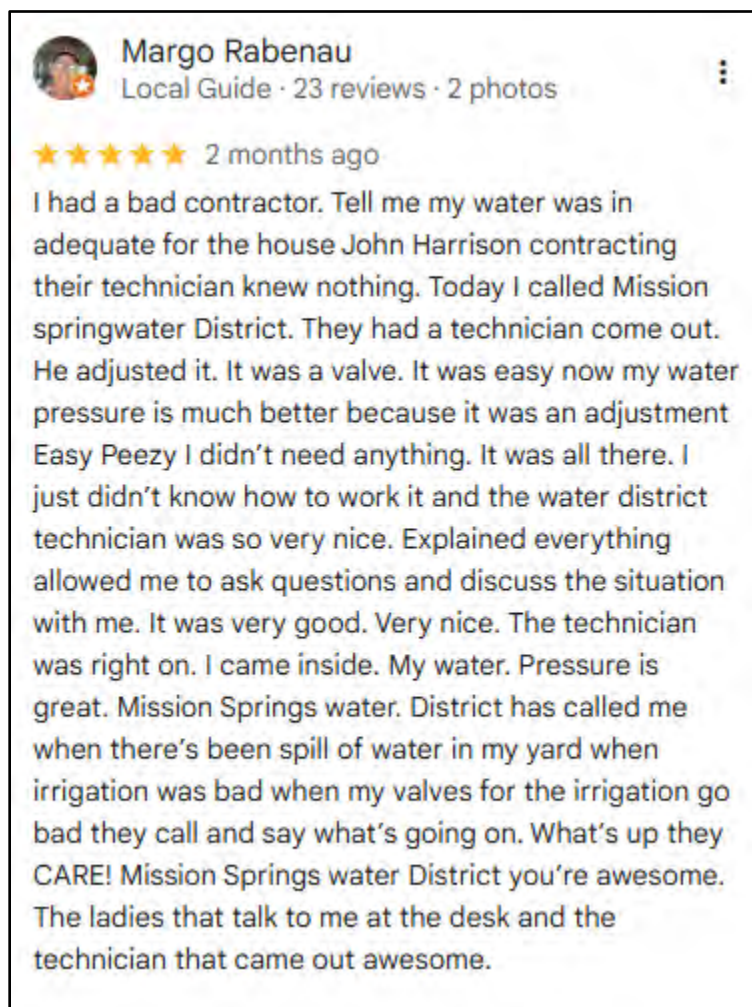 Margo Rabenau
Local Guide · 23 reviews · 2 photos
2 months ago
I had a bad contractor. Tell me my water was in
adequate for the house John Harrison contracting
their technician knew nothing. Today I called Mission
springwater District. They had a technician come out.
He adjusted it. It was a valve. It was easy now my water
pressure is much better because it was an adjustment
Easy Peezy I didn’t need anything. It was all there. I
just didn’t know how to work it and the water district
technician was so very nice. Explained everything
allowed me to ask questions and discuss the situation
with me. It was very good. Very nice. The technician
was right on. I came inside. My water. Pressure is
great. Mission Springs water. District has called me
when there’s been spill of water in my yard when
irrigation was bad when my valves for the irrigation go
bad they call and say what’s going on. What’s up they
CARE! Mission Springs water District you’re awesome.
The ladies that talk to me at the desk and the
technician that came out awesome.